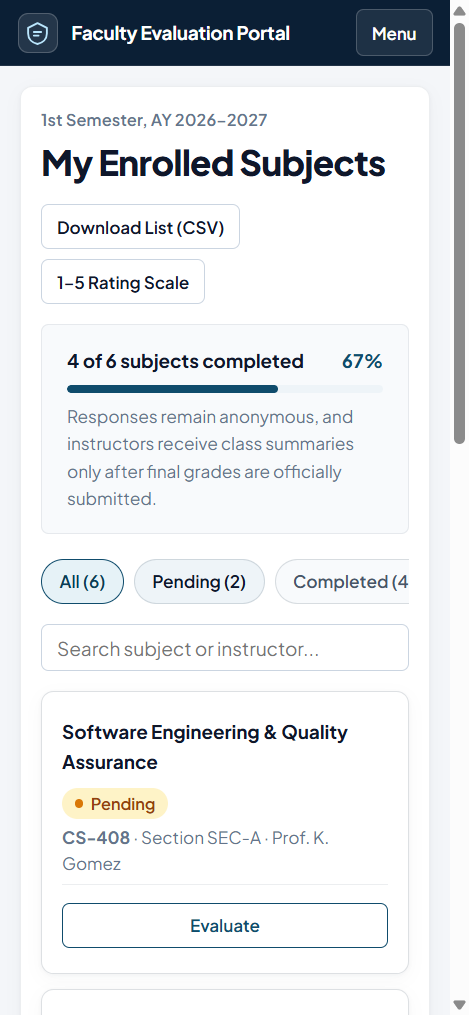 Faculty Evaluation Portal
Menu
1st Semester, AY 2026–2027
My Enrolled Subjects
Download List (CSV)
1–5 Rating Scale
4 of 6 subjects completed 67%
Responses remain anonymous, and
instructors receive class summaries
only after final grades are officially
submitted.
All (6)
Pending (2)
Completed (4
Search subject or instructor...
Software Engineering & Quality
Assurance
Pending
CS-408 · Section SEC-A · Prof. K.
Gomez
Evaluate